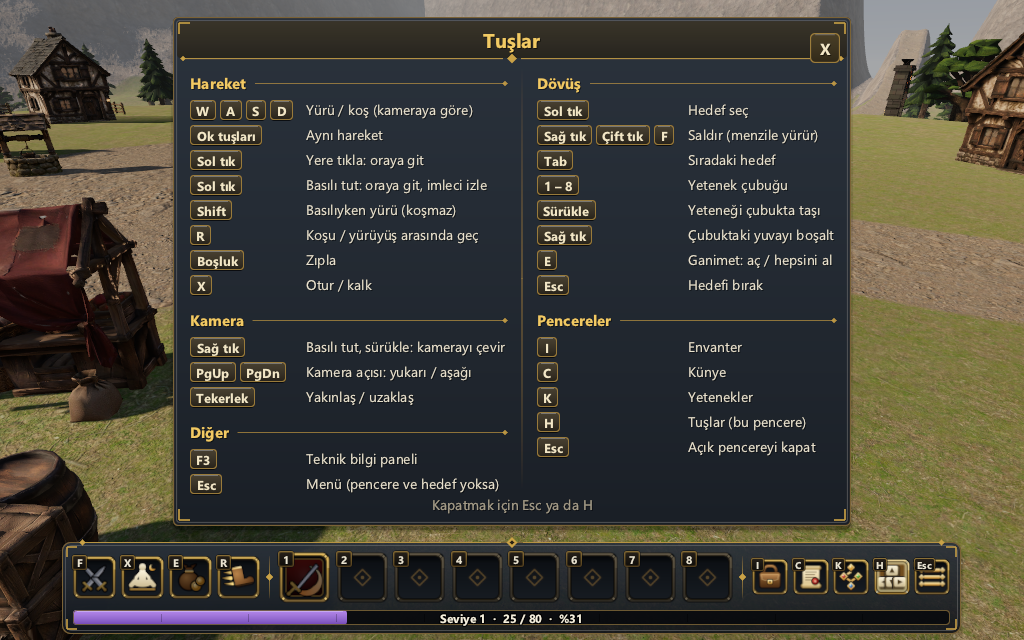 Tuşlar
X
Hareket
W A S D Yürü / koş (kameraya göre)
Ok tuşları Aynı hareket
Sol tık Yere tıkla: oraya git
Sol tık Basılı tut: oraya git, imleci izle
Shift Basılıyken yürü (koşmaz)
R Koşu / yürüyüş arasında geç
Boşluk Zıpla
X Otur / kalk
Kamera
Sağ tık Basılı tut, sürükle: kamerayı çevir
PgUp PgDn Kamera açısı: yukarı / aşağı
Tekerlek Yakınlaş / uzaklaş
Diğer
F3 Teknik bilgi paneli
Esc Menü (pencere ve hedef yoksa)
Dövüş
Sol tık Hedef seç
Sağ tık Çift tık F Saldır (menzile yürür)
Tab Sıradaki hedef
1 – 8 Yetenek çubuğu
Sürükle Yeteneği çubukta taşı
Sağ tık Çubuktaki yuvayı boşalt
E Ganimet: aç / hepsini al
Esc Hedefi bırak
Pencereler
I Envanter
C Künye
K Yetenekler
H Tuşlar (bu pencere)
Esc Açık pencereyi kapat
Kapatmak için Esc ya da H
F X E R 1 2 3 4 5 6 7 8 I C K H Esc
Seviye 1 · 25 / 80 · %31